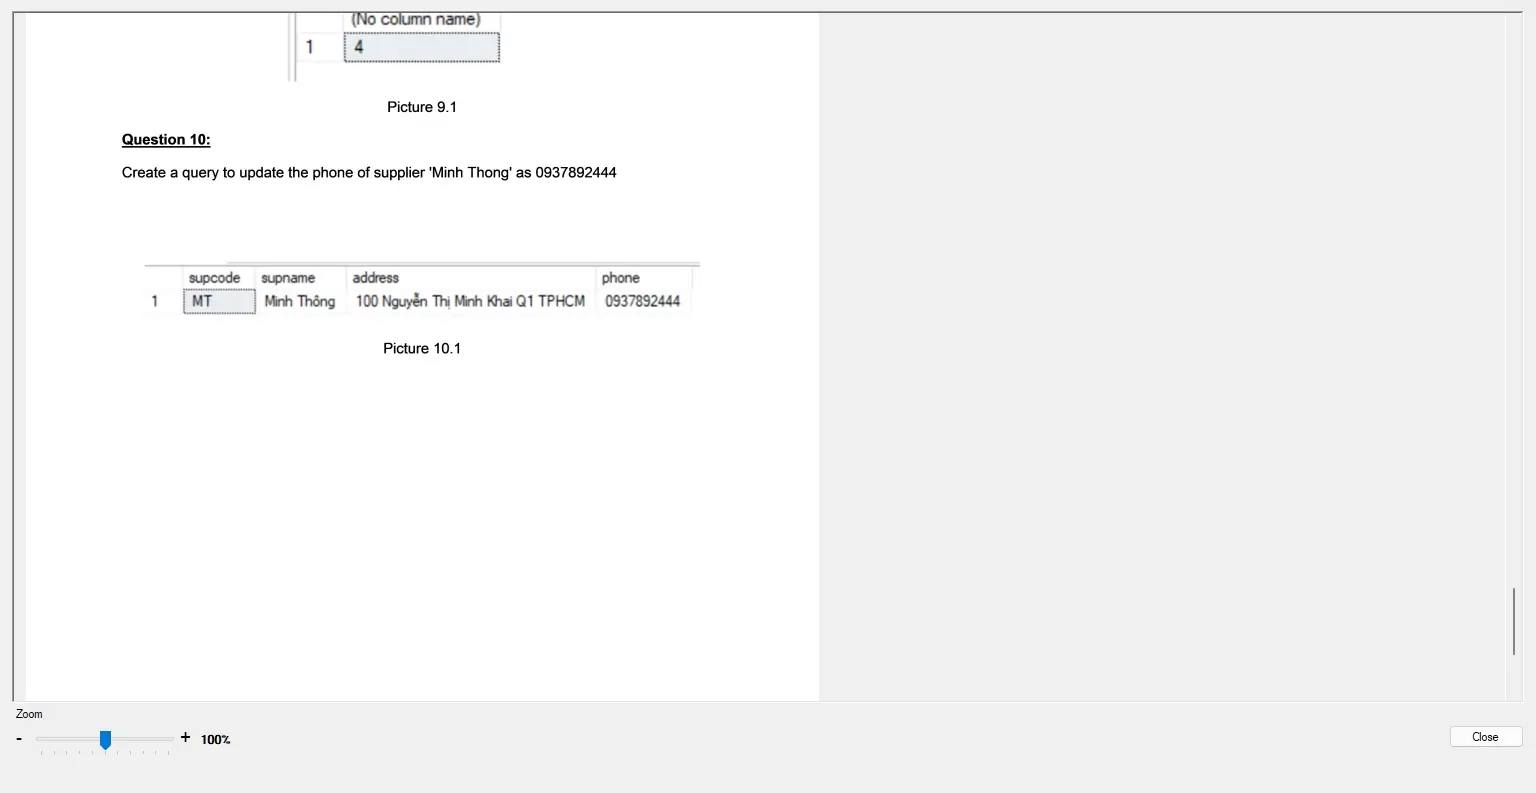 (No column name)
1 4
Picture 9.1
Question 10:
Create a query to update the phone of supplier 'Minh Thong' as 0937892444
supcode supname address phone
1 MT Minh Thông 100 Nguyễn Thị Minh Khai Q1 TPHCM 0937892444
Picture 10.1
Zoom
- + 100%
Close